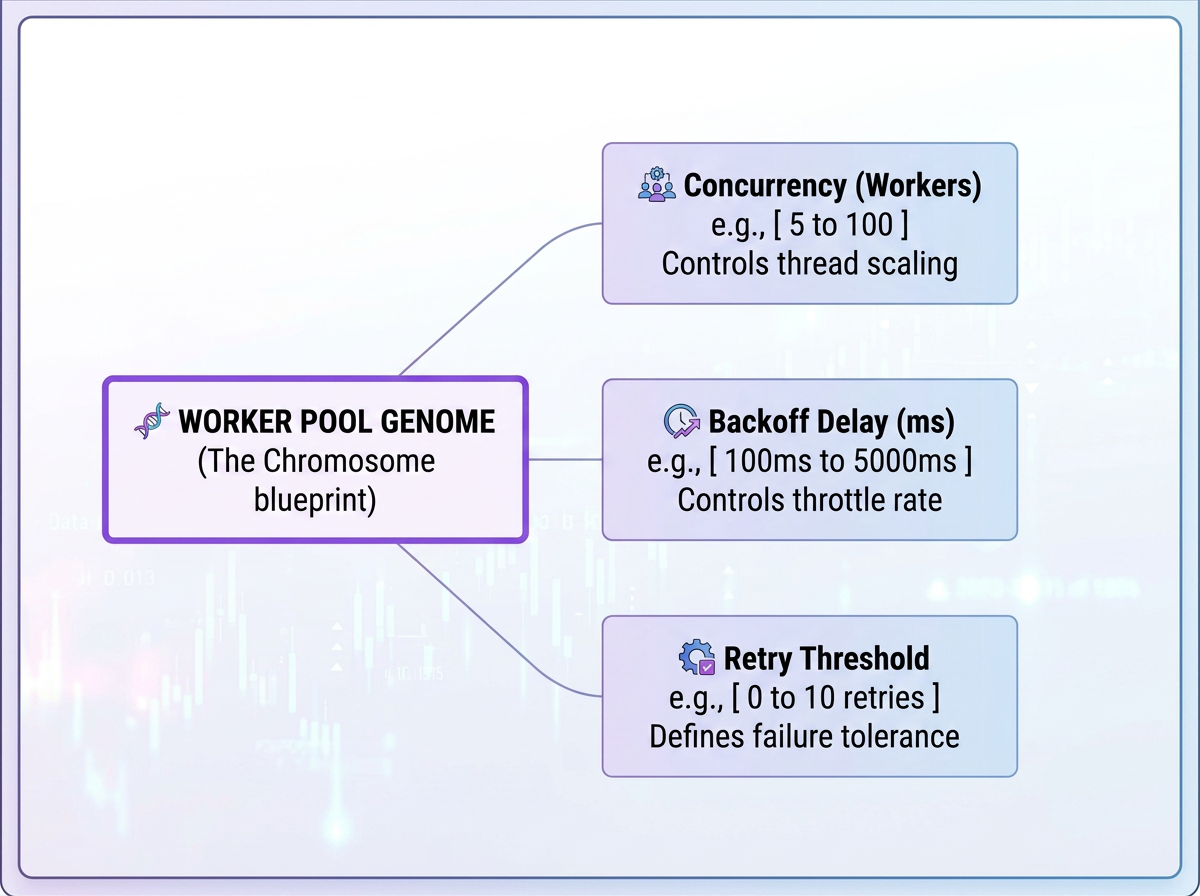 Concurrency (Workers)
e.g., [ 5 to 100 ]
Controls thread scaling
WORKER POOL GENOME
(The Chromosome
blueprint)
Backoff Delay (ms)
e.g., [ 100ms to 5000ms ]
Controls throttle rate
Retry Threshold
e.g., [ 0 to 10 retries ]
Defines failure tolerance
Data